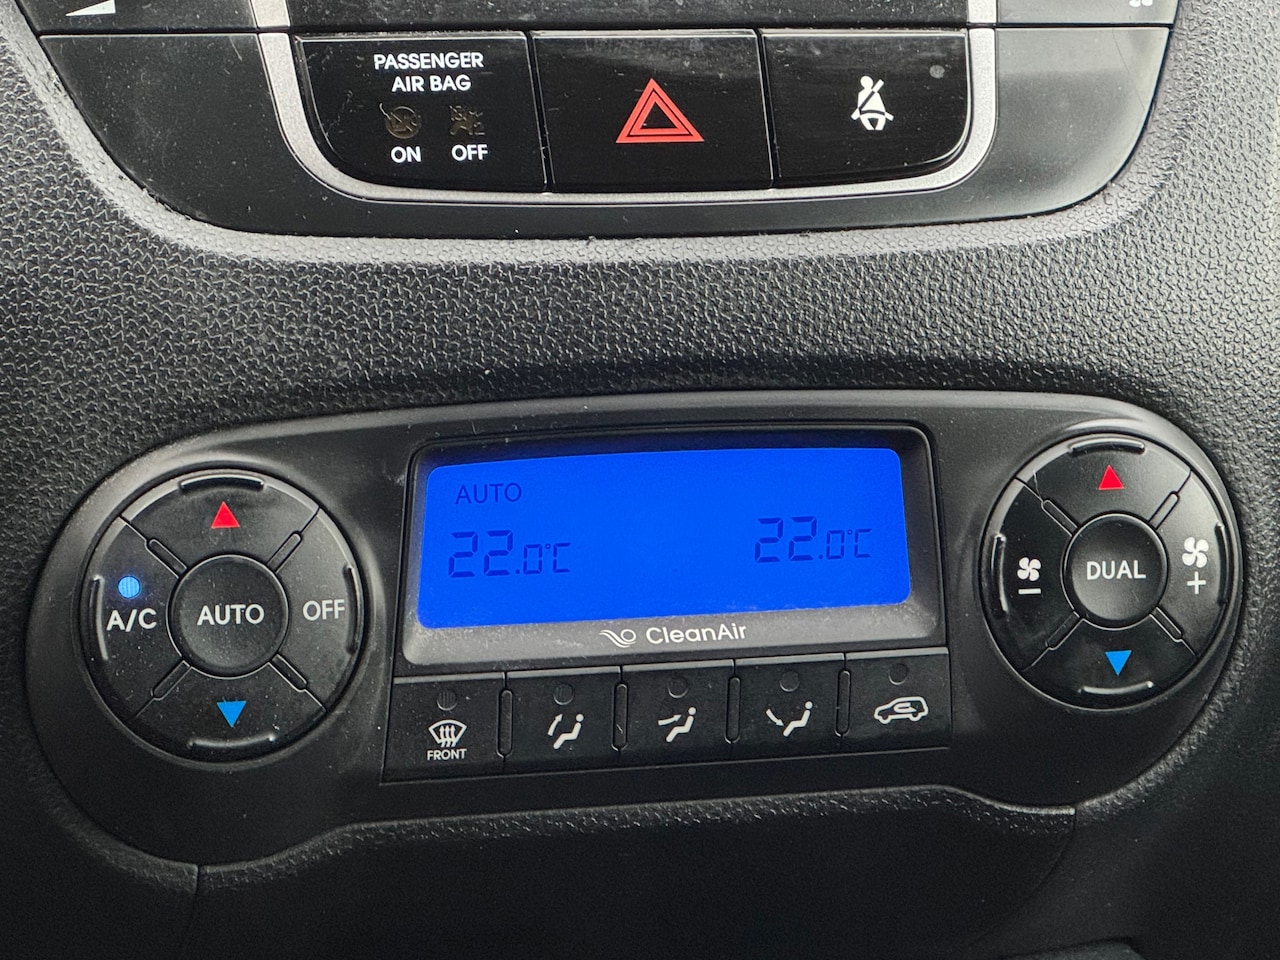 PASSENGER
AIR BAG
ON OFF
AUTO
22.0°C 22.0°C
CleanAir
A/C AUTO OFF
DUAL
FRONT